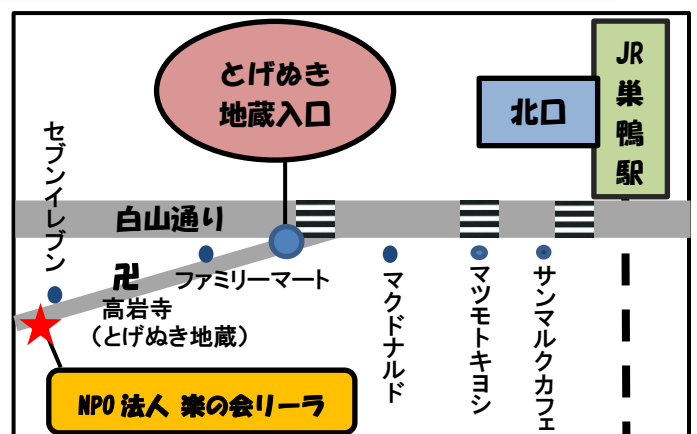 とげぬき
地蔵入口
北口
JR
巣
鴨
駅
セブンイレブン
白山通り
卍
高岩寺
（とげぬき地蔵）
ファミリーマート
マクドナルド
マツモトキヨシ
サンマルクカフェ
NPO 法人 楽の会リーラ